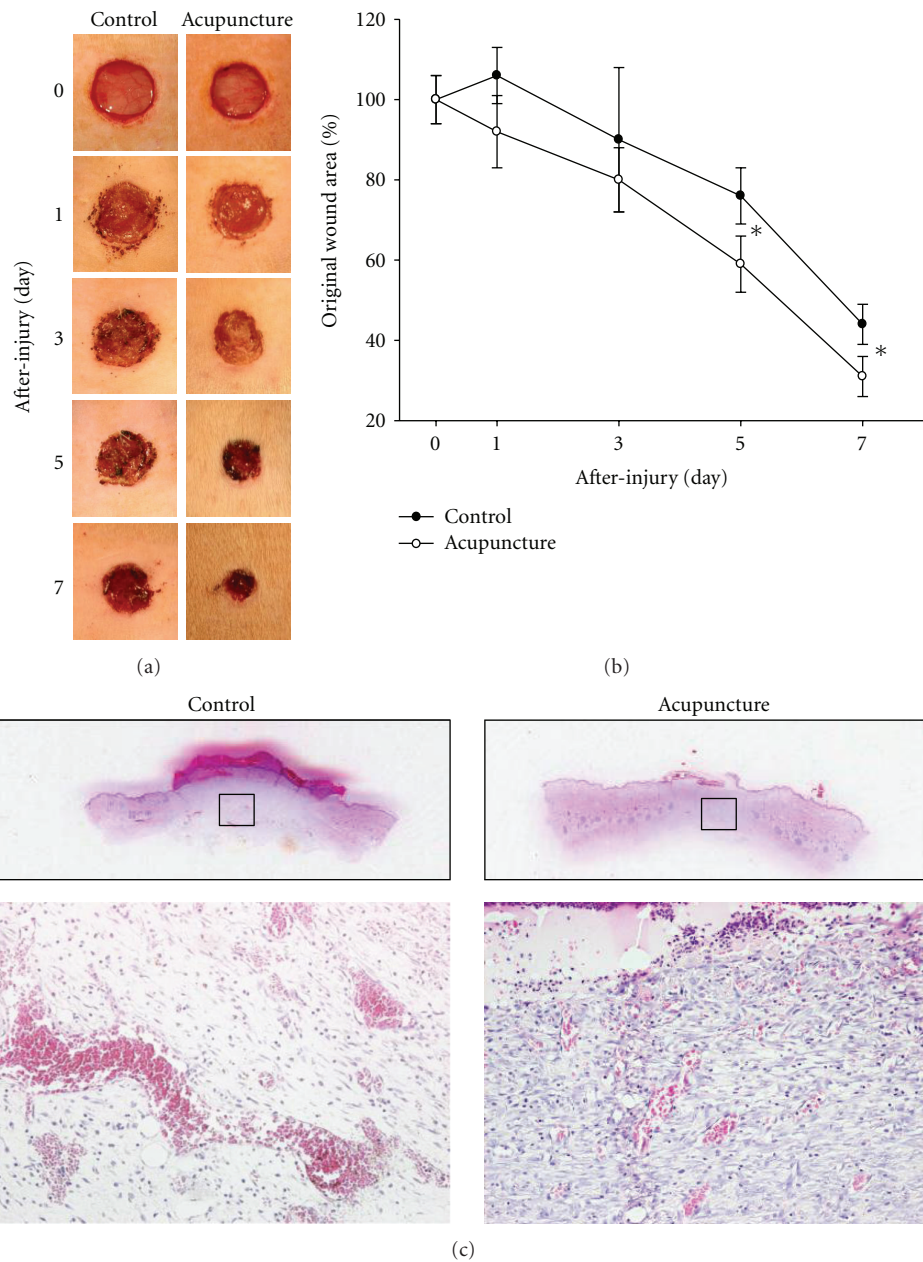 Control Acupuncture
0
1
3
5
7
After-injury (day)
(a)
120
100
80
60
40
20
Original wound area (%)
*
*
0 1 3 5 7
After-injury (day)
Control
Acupuncture
(b)
Control Acupuncture
(c)